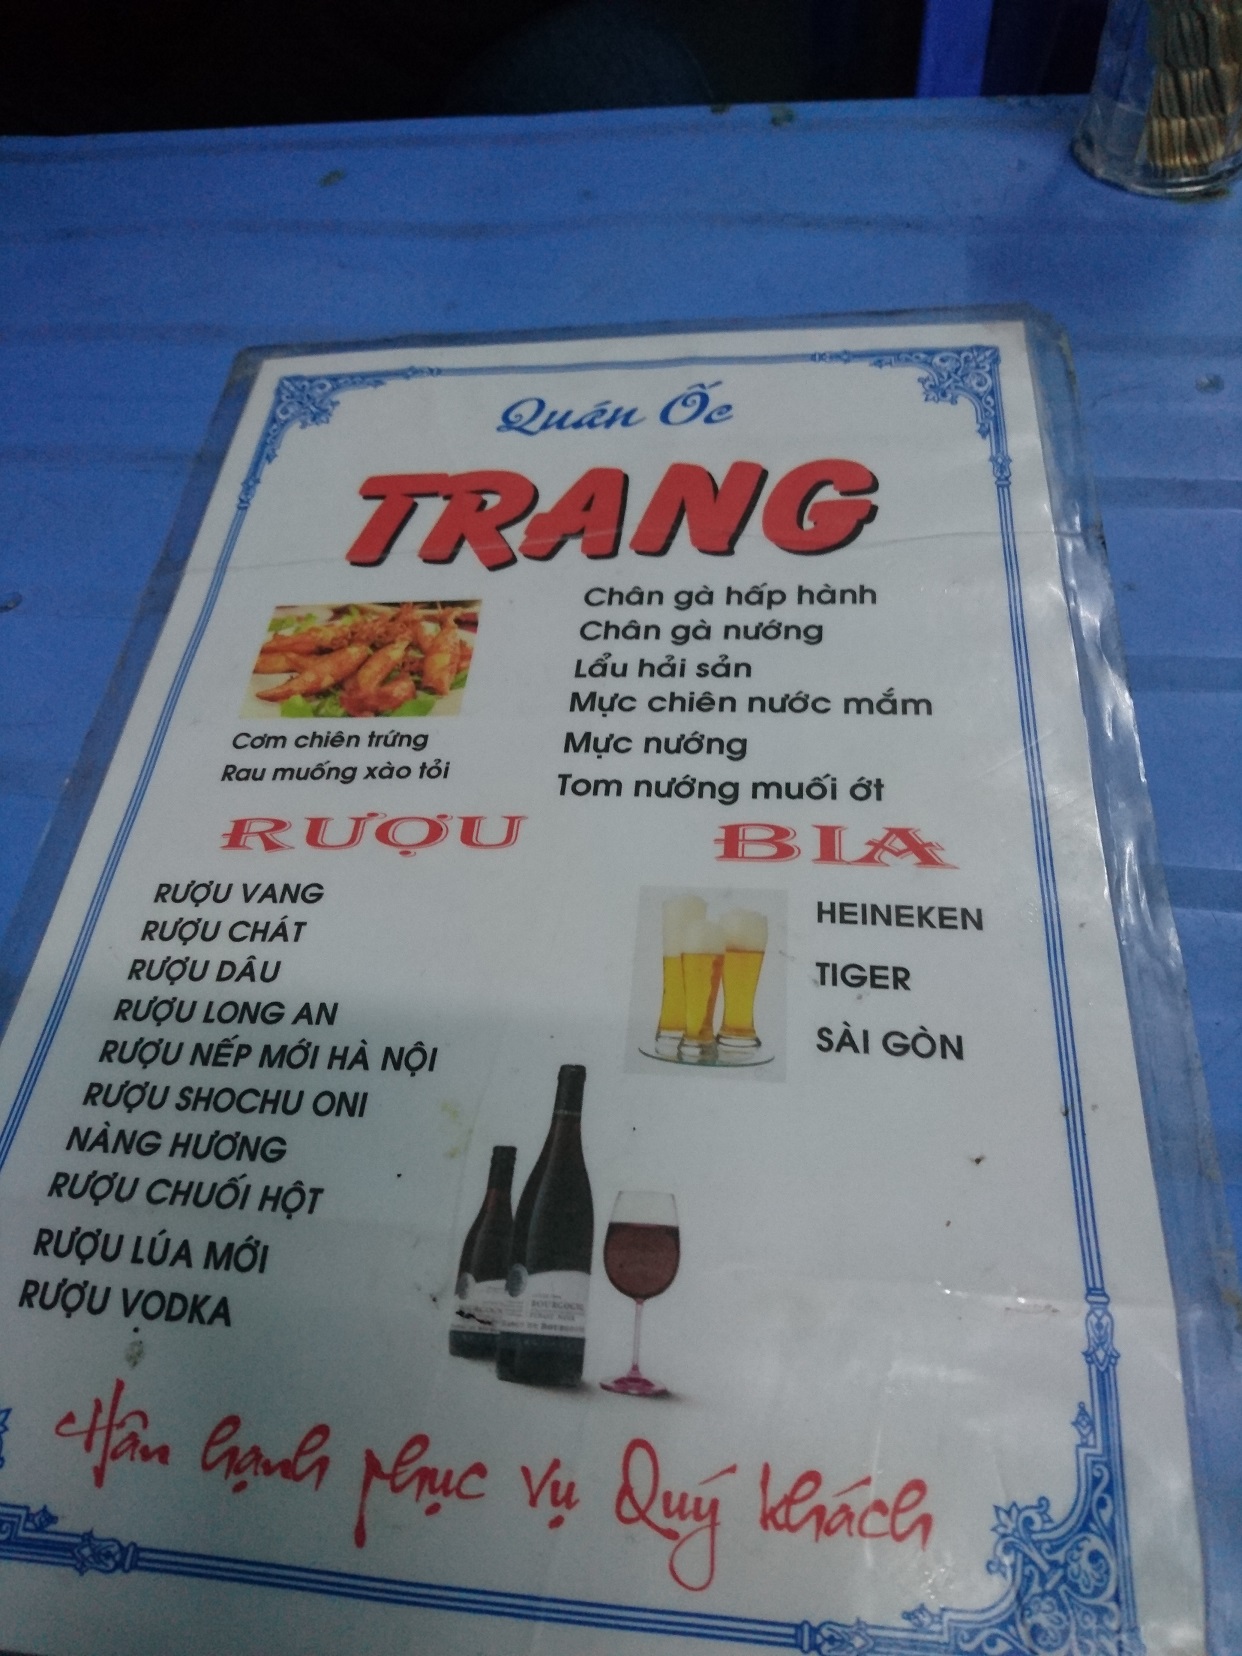 Quán Ốc
TRANG
Chân gà hấp hành
Chân gà nướng
Lẩu hải sản
Mực chiên nước mắm
Mực nướng
Tom nướng muối ớt
Cơm chiên trứng
Rau muống xào tỏi
RƯỢU
RƯỢU VANG
RƯỢU CHÁT
RƯỢU DÂU
RƯỢU LONG AN
RƯỢU NẾP MỚI HÀ NỘI
RƯỢU SHOCHU ONI
NÀNG HƯƠNG
RƯỢU CHUỐI HỘT
RƯỢU LÚA MỚI
RƯỢU VODKA
BIA
HEINEKEN
TIGER
SÀI GÒN
BOURGOGNE
Hân hạnh phục vụ Quý khách